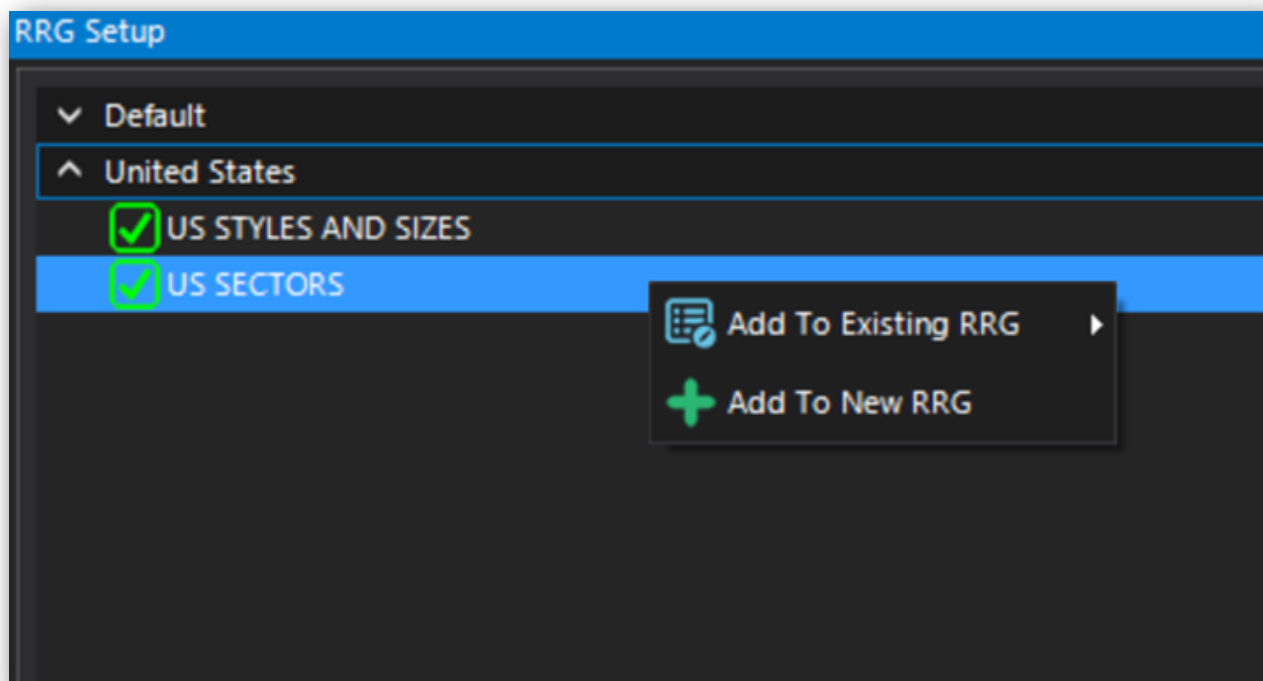 RRG Setup
Default
United States
US STYLES AND SIZES
US SECTORS
Add To Existing RRG
Add To New RRG